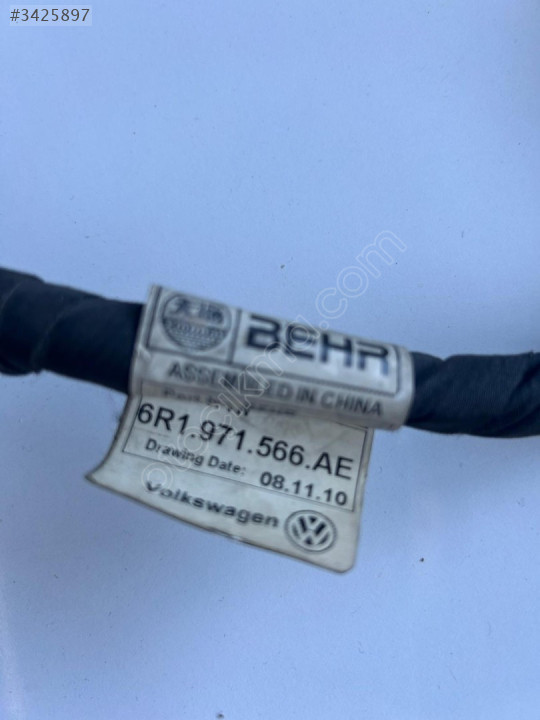 #3425897
BEHR
ASSEMBLED IN CHINA
6R1.971.566.AE
Drawing Date: 08.11.10
Volkswagen